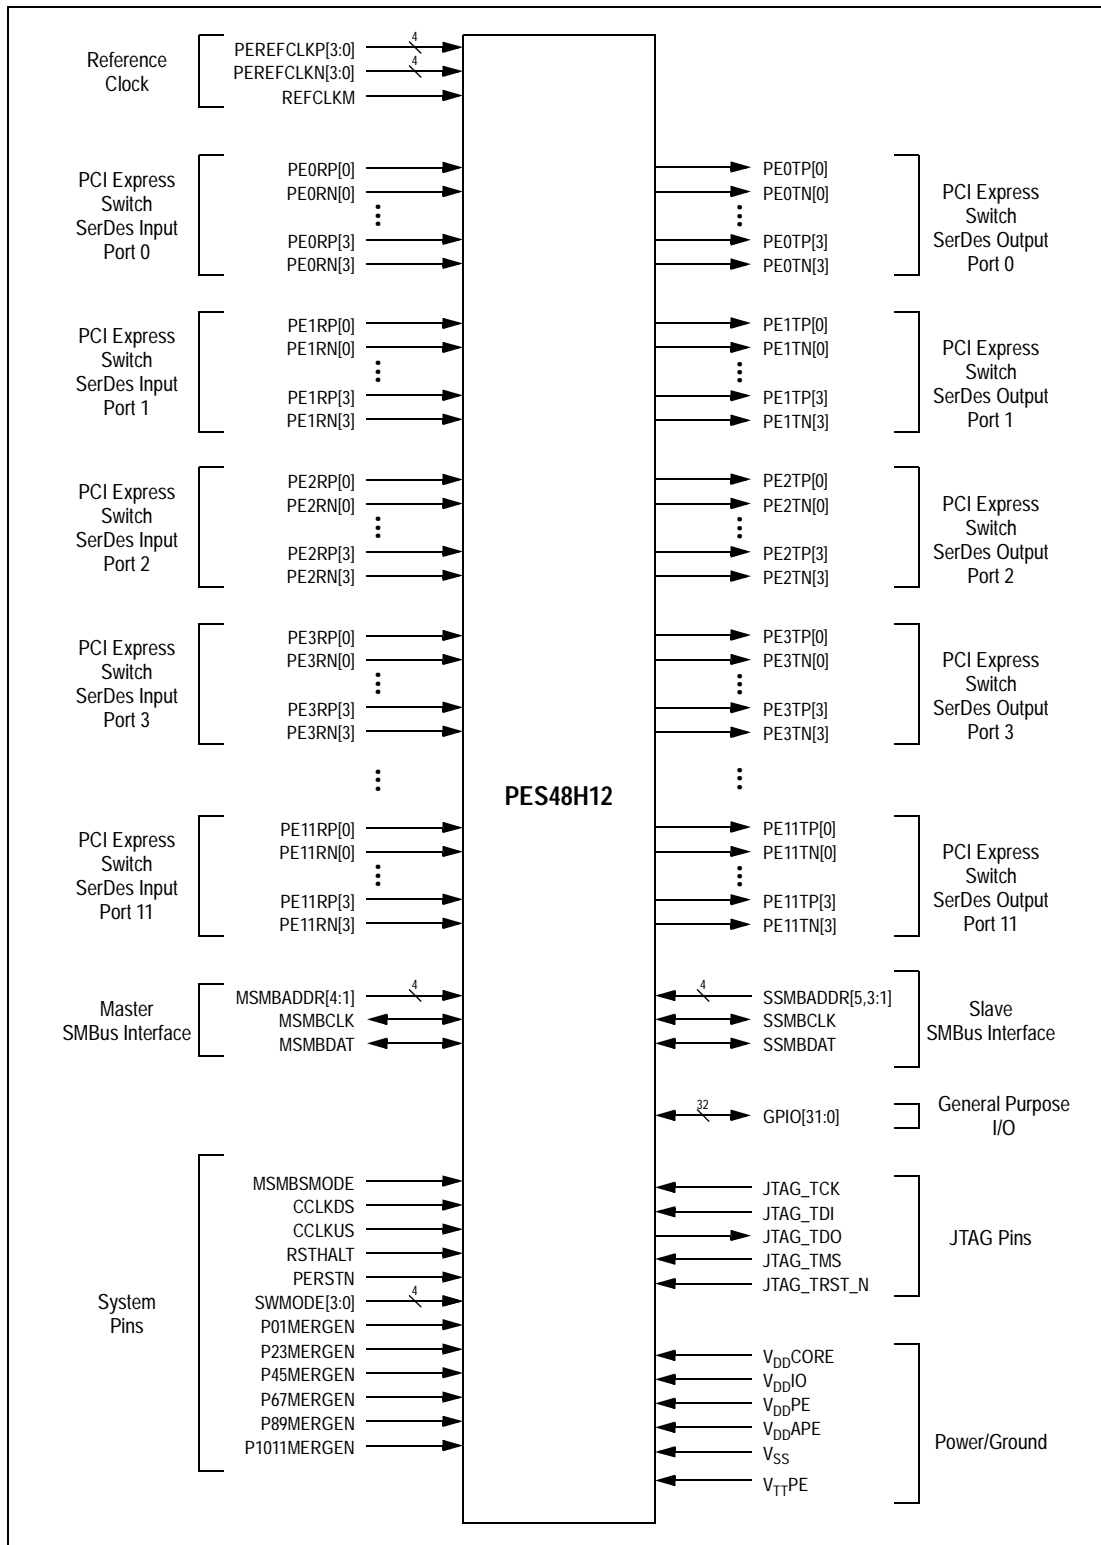 Reference
Clock
PEREFCLKP[3:0]
4
PEREFCLKN[3:0]
4
REFCLKM
PCI Express
Switch
SerDes Input
Port 0
PE0RP[0]
PE0RN[0]
PE0RP[3]
PE0RN[3]
PE0TP[0]
PE0TN[0]
PE0TP[3]
PE0TN[3]
PCI Express
Switch
SerDes Output
Port 0
PCI Express
Switch
SerDes Input
Port 1
PE1RP[0]
PE1RN[0]
PE1RP[3]
PE1RN[3]
PE1TP[0]
PE1TN[0]
PE1TP[3]
PE1TN[3]
PCI Express
Switch
SerDes Output
Port 1
PCI Express
Switch
SerDes Input
Port 2
PE2RP[0]
PE2RN[0]
PE2RP[3]
PE2RN[3]
PE2TP[0]
PE2TN[0]
PE2TP[3]
PE2TN[3]
PCI Express
Switch
SerDes Output
Port 2
PCI Express
Switch
SerDes Input
Port 3
PE3RP[0]
PE3RN[0]
PE3RP[3]
PE3RN[3]
PE3TP[0]
PE3TN[0]
PE3TP[3]
PE3TN[3]
PCI Express
Switch
SerDes Output
Port 3
PES48H12
PCI Express
Switch
SerDes Input
Port 11
PE11RP[0]
PE11RN[0]
PE11RP[3]
PE11RN[3]
PE11TP[0]
PE11TN[0]
PE11TP[3]
PE11TN[3]
PCI Express
Switch
SerDes Output
Port 11
Master
SMBus Interface
MSMBADDR[4:1]
4
MSMBCLK
MSMBDAT
4
SSMBADDR[5,3:1]
SSMBCLK
SSMBDAT
Slave
SMBus Interface
32
GPIO[31:0]
General Purpose
I/O
System
Pins
MSMBSMODE
CCLKDS
CCLKUS
RSTHALT
PERSTN
SWMODE[3:0]
4
P01MERGEN
P23MERGEN
P45MERGEN
P67MERGEN
P89MERGEN
P1011MERGEN
JTAG_TCK
JTAG_TDI
JTAG_TDO
JTAG_TMS
JTAG_TRST_N
JTAG Pins
VDDCORE
VDDIO
VDDPE
VDDAPE
VSS
VTTPE
Power/Ground